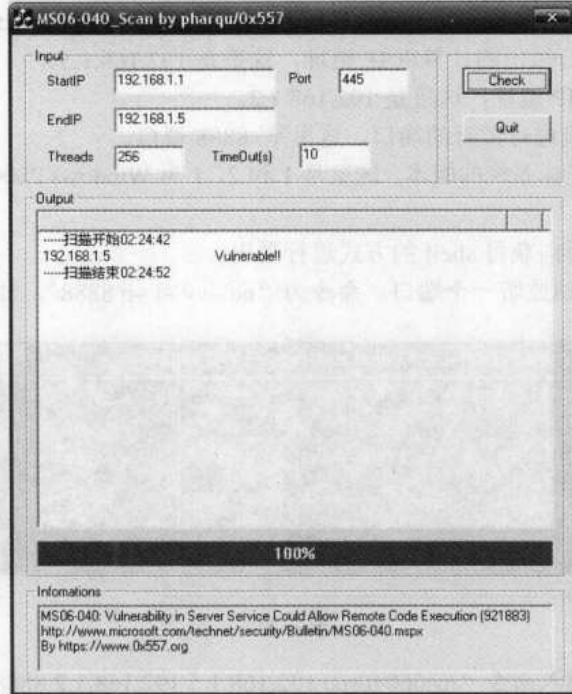 MS06-040_Scan by pharqu/0x557
Input
StartIP 192.168.1.1 Port 445 Check
EndIP 192.168.1.5 Quit
Threads 256 TimeOut(s) 10
Output
-----扫描开始02:24:42
192.168.1.5 Vulnerable!!
-----扫描结束02:24:52
100%
Infomations
MS06-040: Vulnerability in Server Service Could Allow Remote Code Execution (921883)
http://www.microsoft.com/technet/security/Bulletin/MS06-040.mspx
By https://www.0x557.org